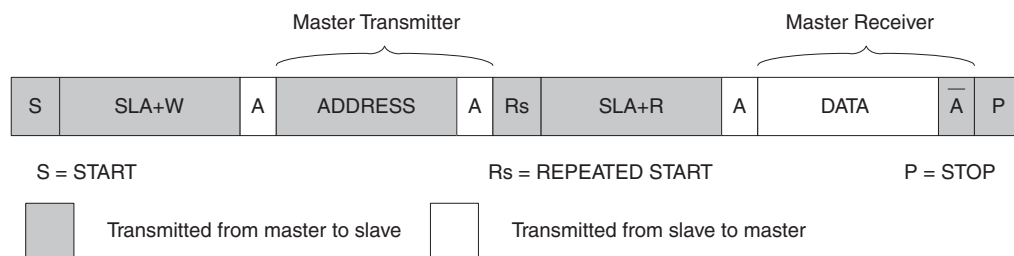 Master Transmitter Master Receiver
S SLA+W A ADDRESS A Rs SLA+R A DATA A̅ P
S = START Rs = REPEATED START P = STOP
Transmitted from master to slave Transmitted from slave to master